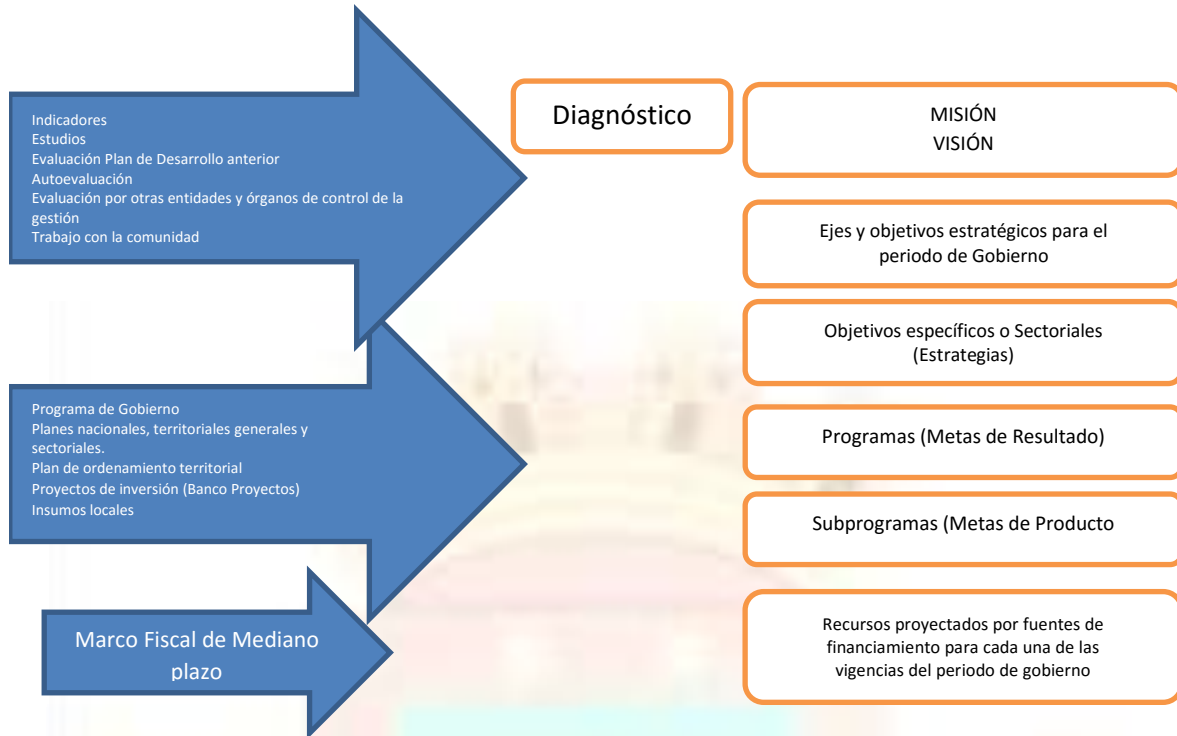 Indicadores
Estudios
Evaluación Plan de Desarrollo anterior
Autoevaluación
Evaluación por otras entidades y órganos de control de la
gestión
Trabajo con la comunidad
Diagnóstico
MISIÓN
VISIÓN
Ejes y objetivos estratégicos para el
periodo de Gobierno
Objetivos específicos o Sectoriales
(Estrategias)
Programa de Gobierno
Planes nacionales, territoriales generales y
sectoriales.
Plan de ordenamiento territorial
Proyectos de inversión (Banco Proyectos)
Insumos locales
Programas (Metas de Resultado)
Subprogramas (Metas de Producto
Marco Fiscal de Mediano
plazo
Recursos proyectados por fuentes de
financiamiento para cada una de las
vigencias del periodo de gobierno